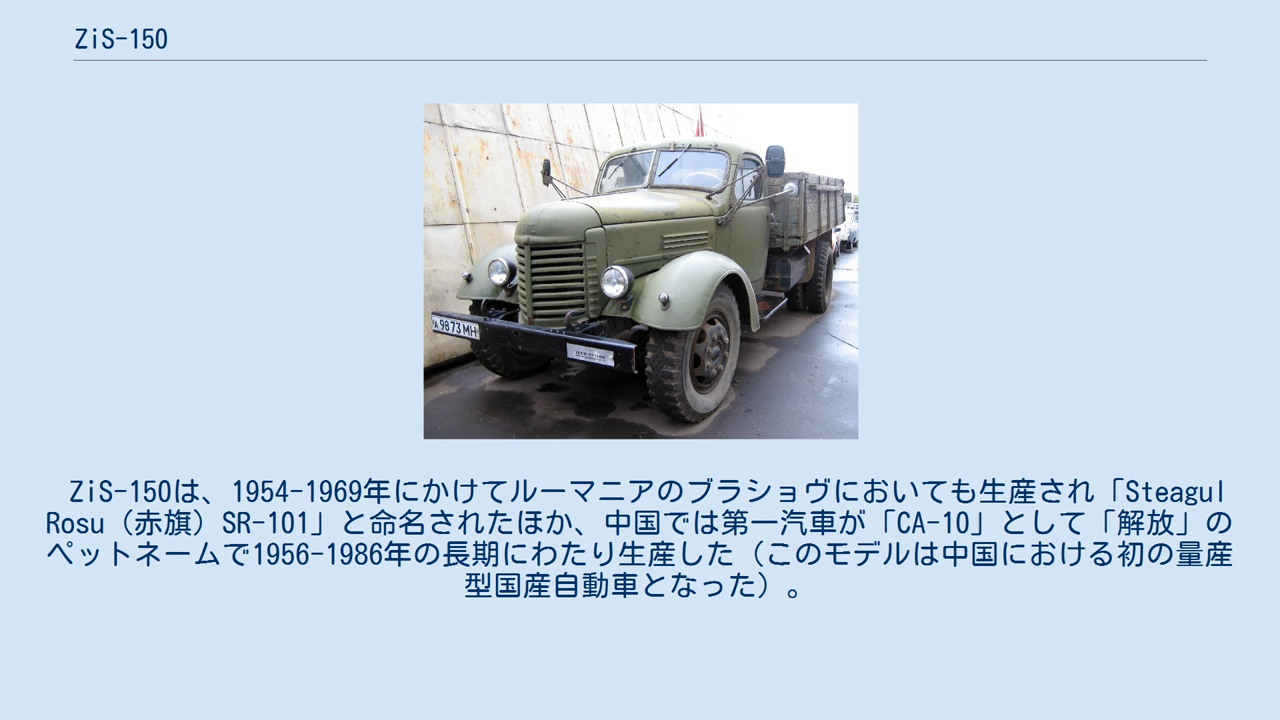 ZiS-150
A 9873 МН
ZiS-150は、1954-1969年にかけてルーマニアのブラショヴにおいても生産され「Steagul
Rosu（赤旗）SR-101」と命名されたほか、中国では第一汽車が「CA-10」として「解放」の
ペットネームで1956-1986年の長期にわたり生産した（このモデルは中国における初の量産
型国産自動車となった）。